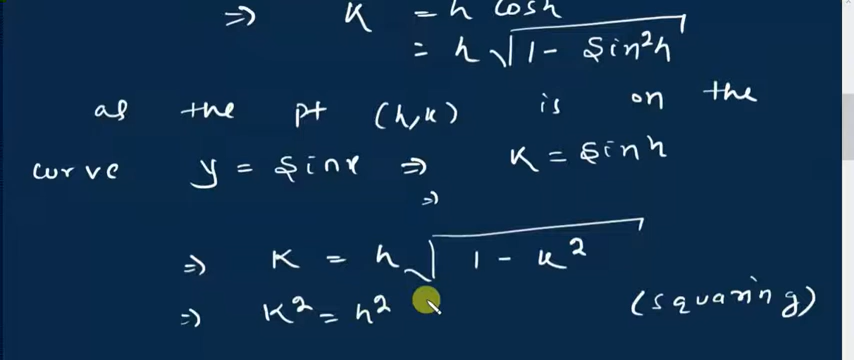 ⇒ K = h cosh
= h √(1 - Sin²h)
as the pt (h,k) is on the
curve y = Sinx ⇒ K = Sinh
⇒
⇒ K = h √(1 - k²)
⇒ K² = h² (squaring)